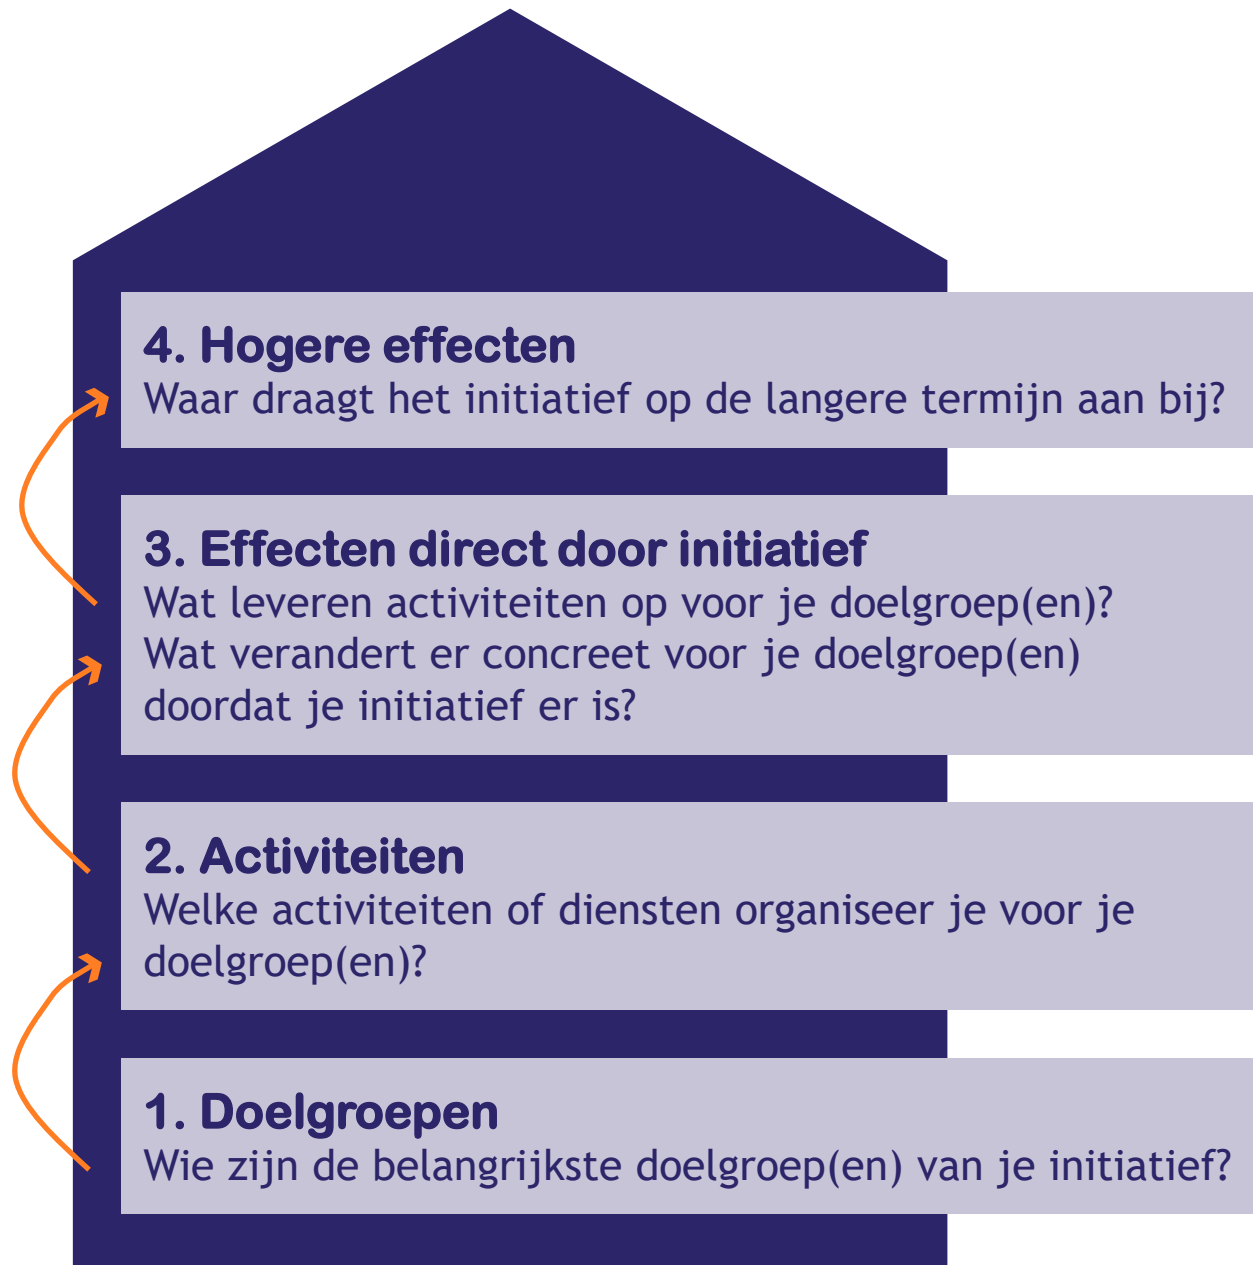 4. Hogere effecten
Waar draagt het initiatief op de langere termijn aan bij?
3. Effecten direct door initiatief
Wat leveren activiteiten op voor je doelgroep(en)?
Wat verandert er concreet voor je doelgroep(en)
doordat je initiatief er is?
2. Activiteiten
Welke activiteiten of diensten organiseer je voor je
doelgroep(en)?
1. Doelgroepen
Wie zijn de belangrijkste doelgroep(en) van je initiatief?